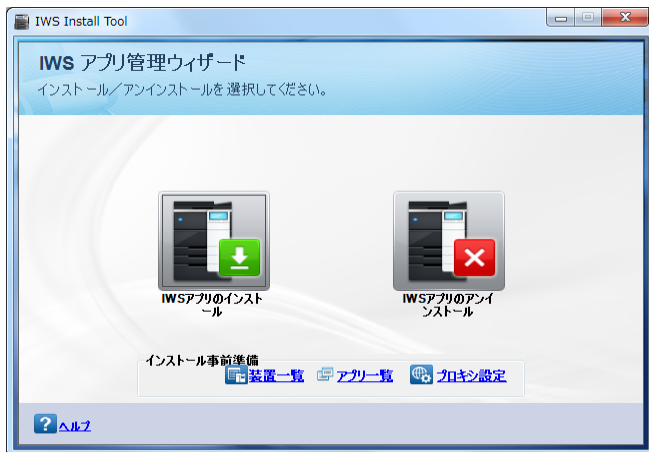 IWS Install Tool
IWS アプリ管理ウィザード
インストール／アンインストールを選択してください。
IWSアプリのインスト
ール
IWSアプリのアンイ
ンストール
インストール事前準備
装置一覧 アプリ一覧 プロキシ設定
? ヘルプ